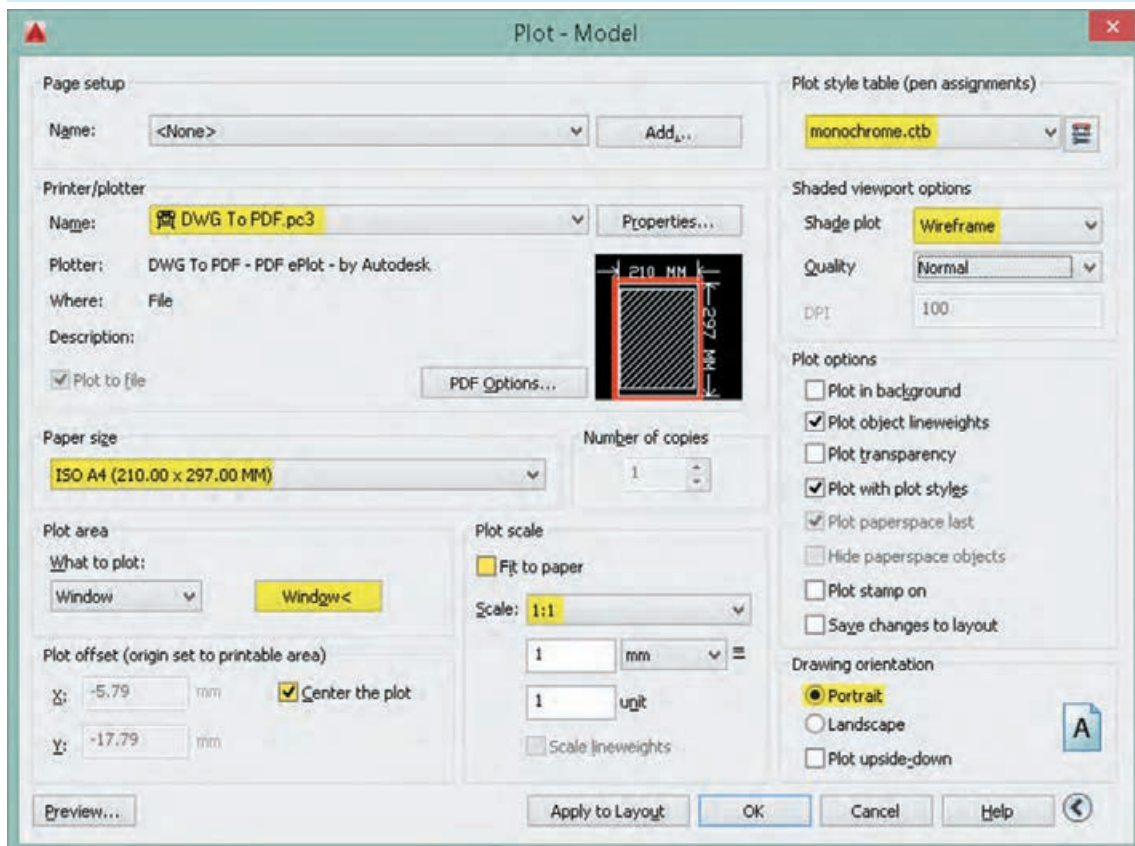 Plot - Model
Page setup
Name: <None> Add...
Printer/plotter
Name: DWG To PDF.pc3 Properties...
Plotter: DWG To PDF - PDF ePlot - by Autodesk
Where: File
Description:
Plot to file
PDF Options...
210 MM
297 MM
Paper size
ISO A4 (210.00 x 297.00 MM)
Number of copies
1
Plot area
What to plot:
Window Window<
Plot offset (origin set to printable area)
X: -5.79 mm Center the plot
Y: -17.79 mm
Plot scale
Fit to paper
Scale: 1:1
1 mm =
1 unit
Scale lineweights
Plot style table (pen assignments)
monochrome.ctb
Shaded viewport options
Shade plot Wireframe
Quality Normal
DPI 100
Plot options
Plot in background
Plot object lineweights
Plot transparency
Plot with plot styles
Plot paperspace last
Hide paperspace objects
Plot stamp on
Save changes to layout
Drawing orientation
Portrait
Landscape
Plot upside-down
A
Preview... Apply to Layout OK Cancel Help